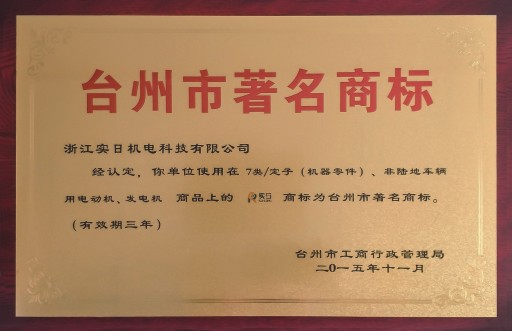 台州市著名商标
浙江实日机电科技有限公司
经认定，你单位使用在 7类/定子（机器零件）、非陆地车辆
用电动机、发电机 商品上的 商标为台州市著名商标。
（有效期三年）
台州市工商行政管理局
二0一五年十一月